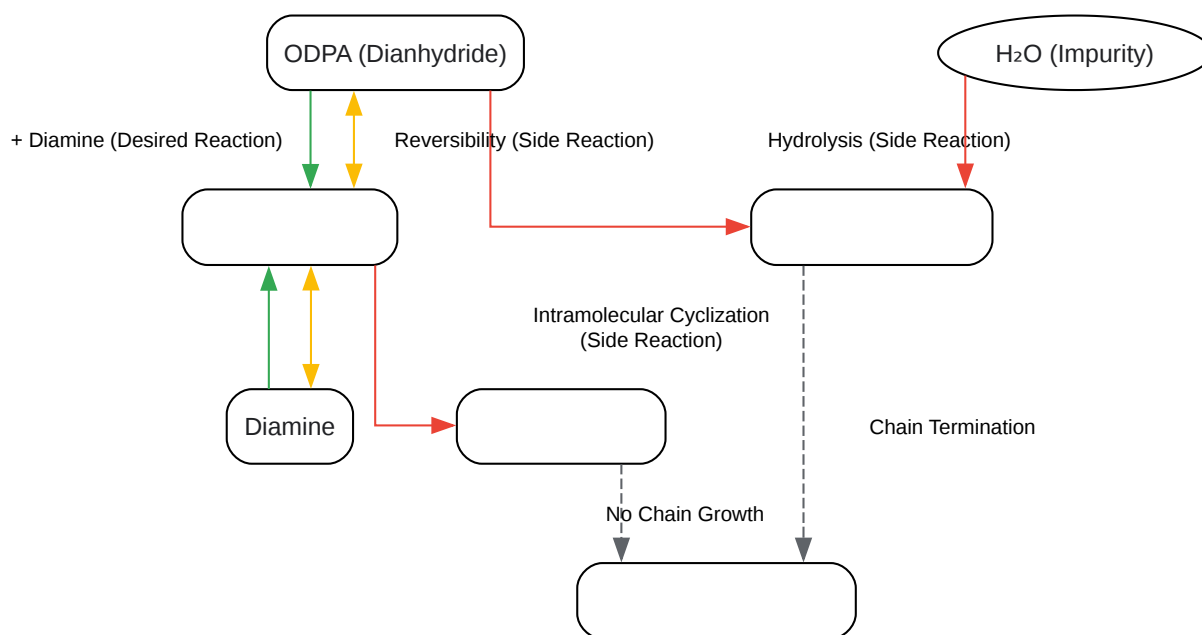 ODPA (Dianhydride)
H₂O (Impurity)
+ Diamine (Desired Reaction)
Reversibility (Side Reaction)
Hydrolysis (Side Reaction)
Intramolecular Cyclization
(Side Reaction)
Diamine
Chain Termination
No Chain Growth